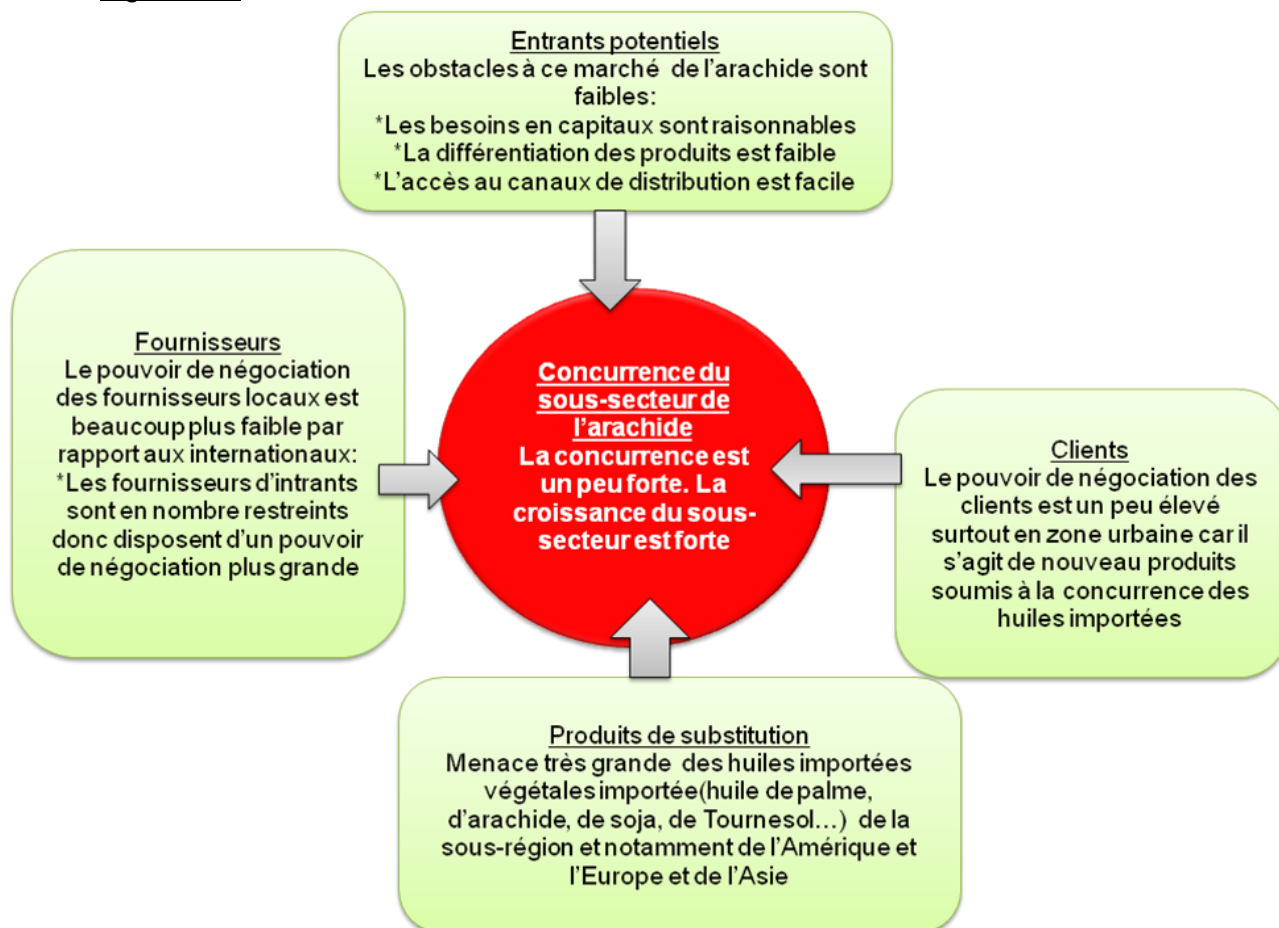 Entrants potentiels
Les obstacles à ce marché de l'arachide sont
faibles:
*Les besoins en capitaux sont raisonnables
*La différentiation des produits est faible
*L'accès au canaux de distribution est facile
Fournisseurs
Le pouvoir de négociation
des fournisseurs locaux est
beaucoup plus faible par
rapport aux internationaux:
*Les fournisseurs d'intrants
sont en nombre restreints
donc disposent d'un pouvoir
de négociation plus grande
Concurrence du
sous-secteur de
l'arachide
La concurrence est
un peu forte. La
croissance du sous-
secteur est forte
Clients
Le pouvoir de négociation des
clients est un peu élevé
surtout en zone urbaine car il
s'agit de nouveau produits
soumis à la concurrence des
huiles importées
Produits de substitution
Menace très grande des huiles importées
végétales importée(huile de palme,
d'arachide, de soja, de Tournesol...) de la
sous-région et notamment de l'Amérique et
l'Europe et de l'Asie